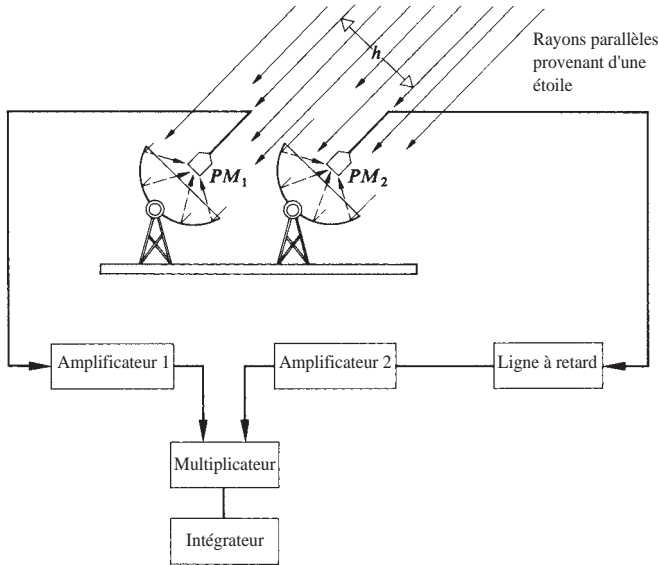 Rayons parallèles
provenant d'une
étoile
h
PM1
PM2
Amplificateur 1
Amplificateur 2
Ligne à retard
Multiplicateur
Intégrateur